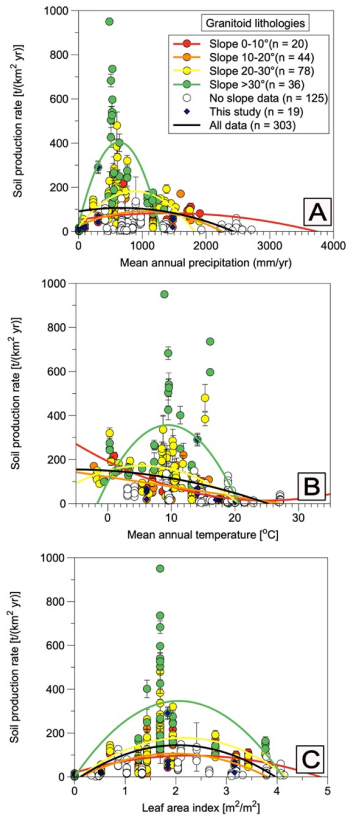 Granitoid lithologies
Slope 0-10° (n = 20)
Slope 10-20° (n = 44)
Slope 20-30° (n = 78)
Slope >30° (n = 36)
No slope data (n = 125)
This study (n = 19)
All data (n = 303)
Soil production rate [t/(km² yr)]
1000
800
600
400
200
0
A
0 1000 2000 3000 4000
Mean annual precipitation (mm/yr)
Soil production rate [t/(km² yr)]
1000
800
600
400
200
0
B
0 10 20 30
Mean annual temperature [°C]
Soil production rate [t/(km² yr)]
1000
800
600
400
200
0
C
0 1 2 3 4 5
Leaf area index [m²/m²]